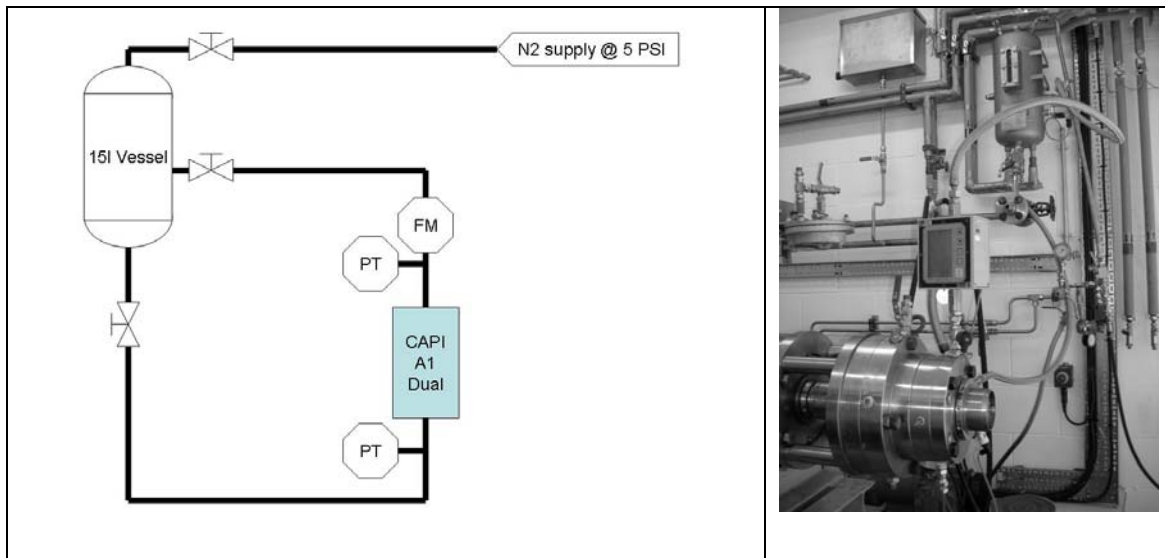 N2 supply @ 5 PSI
15l Vessel
FM
PT
CAPI
A1
Dual
PT